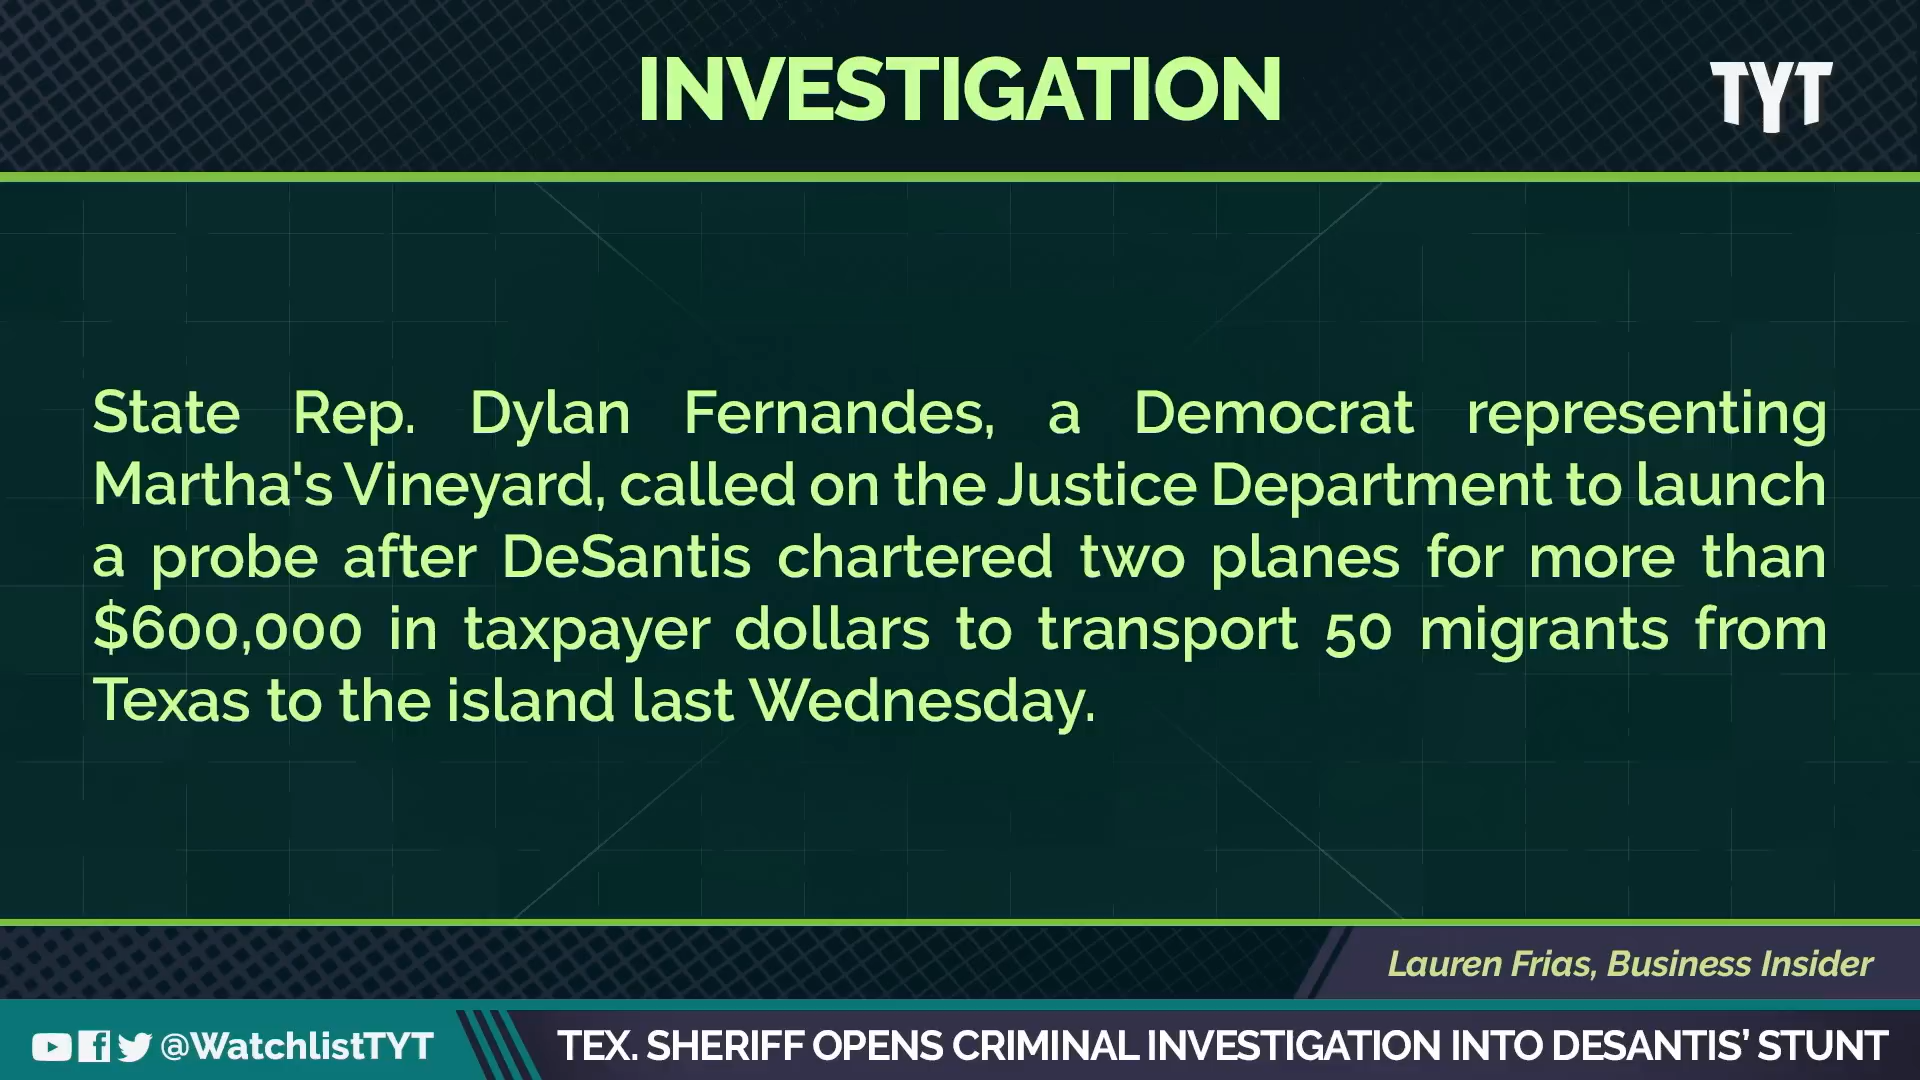 INVESTIGATION
TYT
State Rep. Dylan Fernandes, a Democrat representing
Martha's Vineyard, called on the Justice Department to launch
a probe after DeSantis chartered two planes for more than
$600,000 in taxpayer dollars to transport 50 migrants from
Texas to the island last Wednesday.
Lauren Frias, Business Insider
@WatchlistTYT
TEX. SHERIFF OPENS CRIMINAL INVESTIGATION INTO DESANTIS’ STUNT